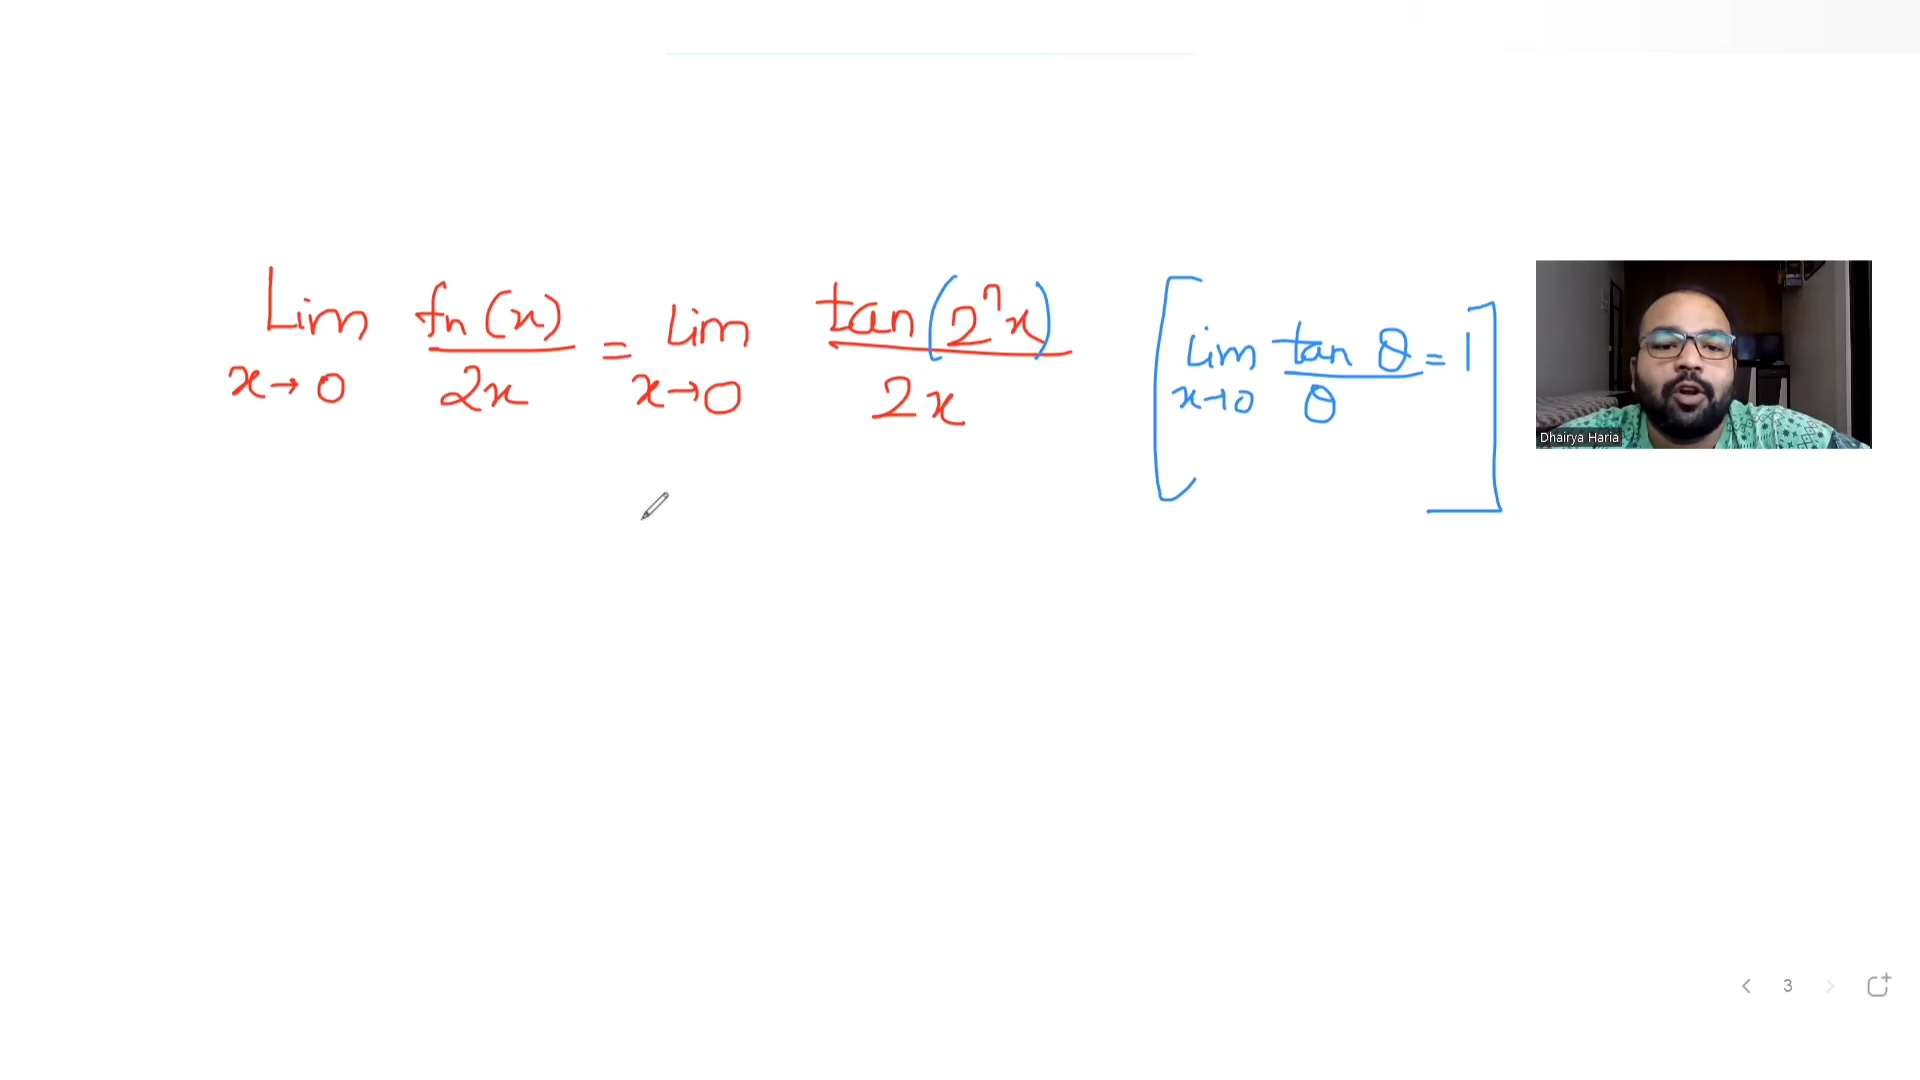 Lim fn(x) = Lim tan(2ⁿx)
x→0 2x x→0 2x
[Lim tan θ = 1]
x→0 θ
Dhairya Haria
3